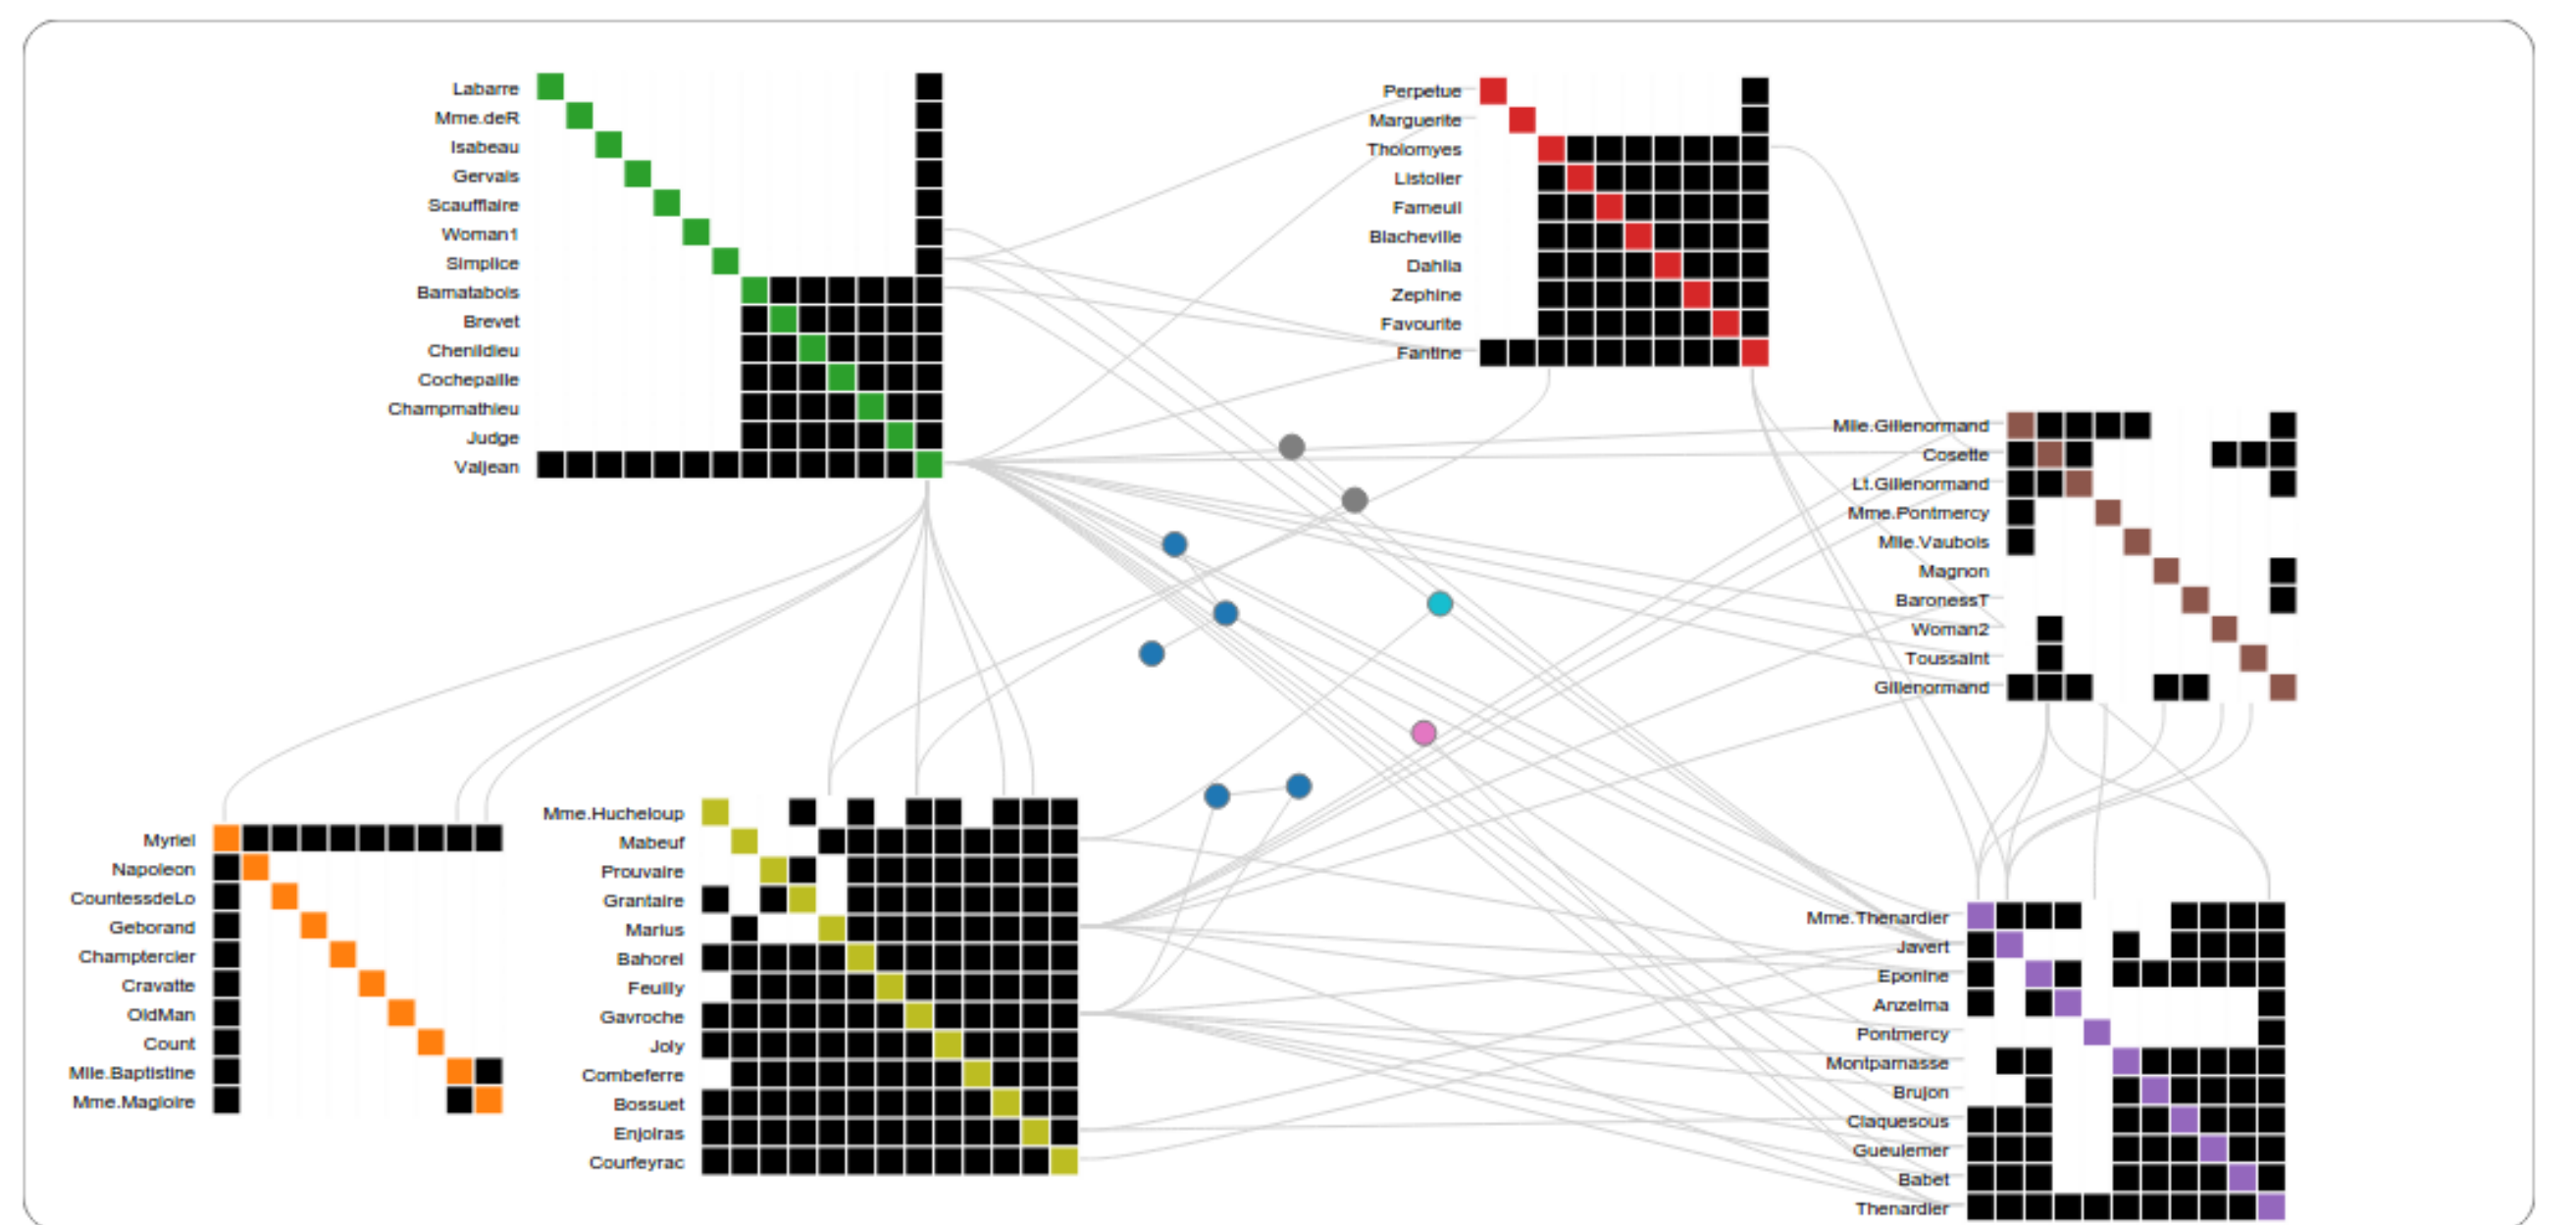 Labarre
Mme.deR
Isabeau
Gervais
Scaufflaire
Woman1
Simplice
Bamatabois
Brevet
Chenildieu
Cochepaille
Champmathieu
Judge
Valjean
Perpetue
Marguerite
Tholomyes
Listolier
Fameuil
Blacheville
Dahlia
Zephine
Favourite
Fantine
Mlle.Gillenormand
Cosette
Lt.Gillenormand
Mme.Pontmercy
Mlle.Vaubois
Magnon
BaronessT
Woman2
Toussaint
Gillenormand
Myriel
Napoleon
CountessdeLo
Geborand
Champtercier
Cravatte
OldMan
Count
Mlle.Baptistine
Mme.Magloire
Mme.Hucheloup
Mabeuf
Prouvaire
Grantaire
Marius
Bahorel
Feuilly
Gavroche
Joly
Combeferre
Bossuet
Enjolras
Courfeyrac
Mme.Thenardier
Javert
Eponine
Anzelma
Pontmercy
Montparnasse
Brujon
Claquesous
Gueulemer
Babet
Thenardier